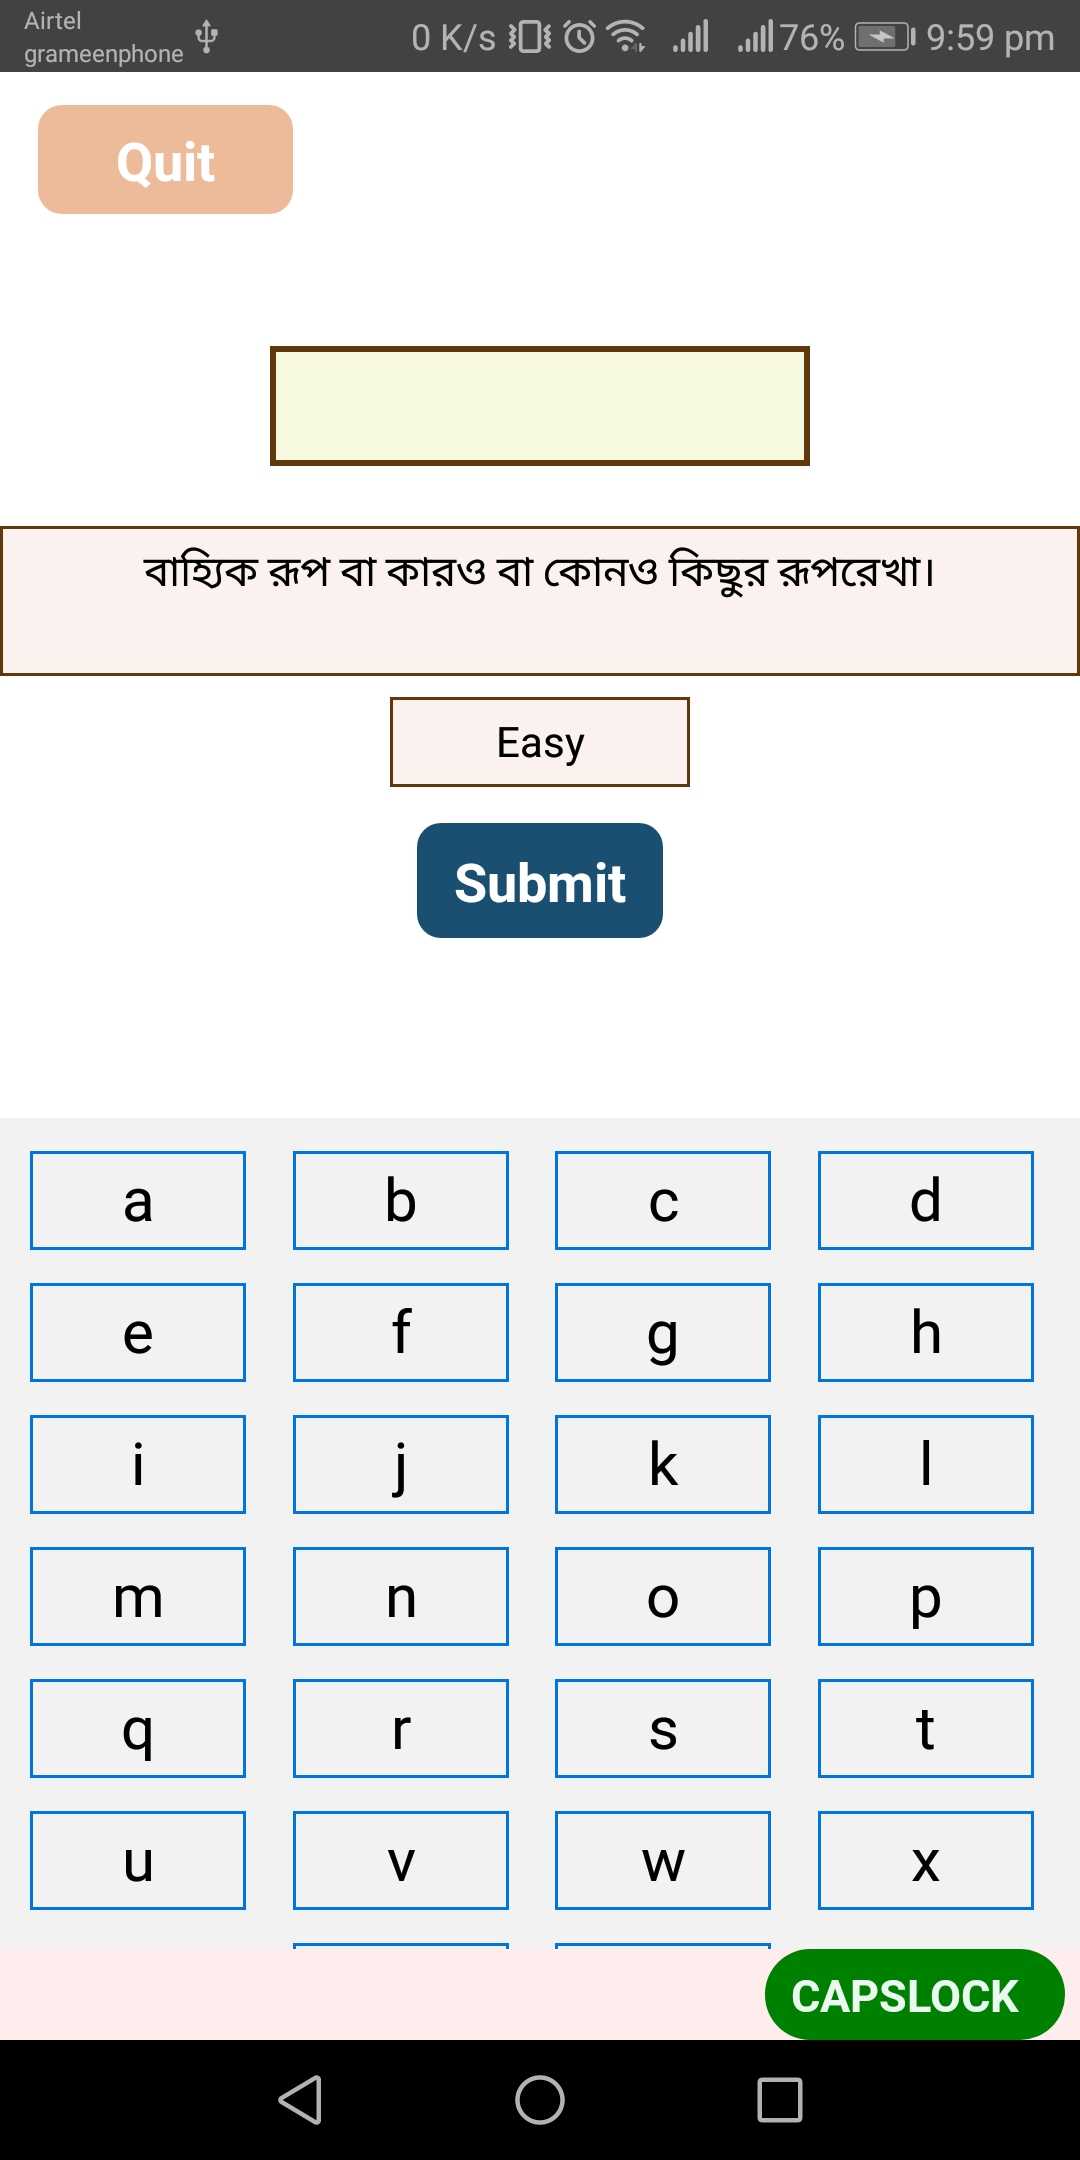 Airtel
grameenphone
0 K/s 76% 9:59 pm
Quit
বাহ্যিক রূপ বা কারও বা কোনও কিছুর রূপরেখা।
Easy
Submit
a b c d
e f g h
i j k l
m n o p
q r s t
u v w x
CAPSLOCK